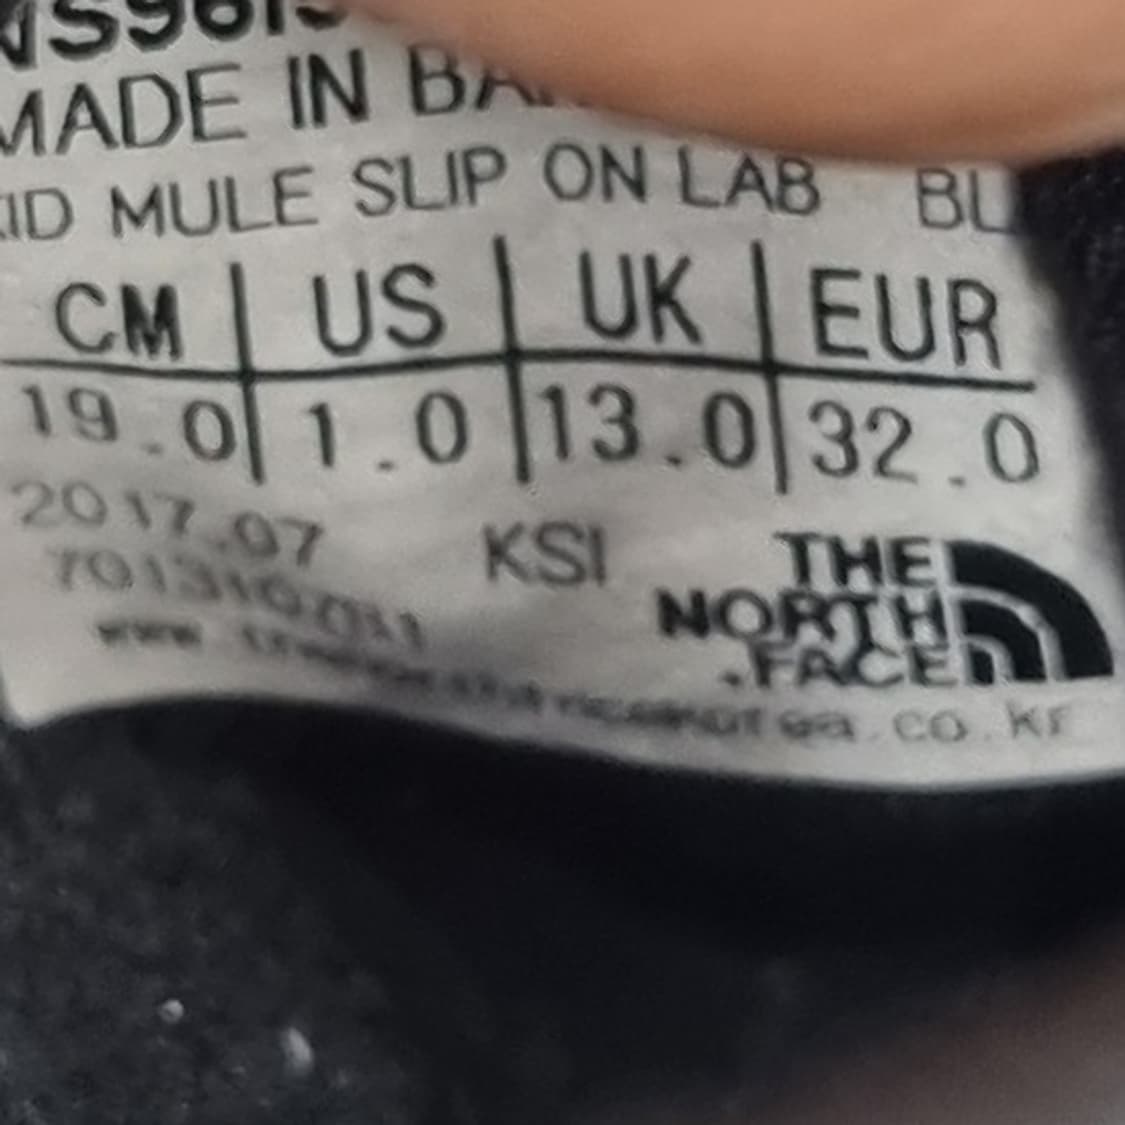 MADE IN
MULE SLIP ON LAB BL
CM US UK EUR
19.0 1.0 13.0 32.0
2017.07 KSI
THE
NORTH
FACE